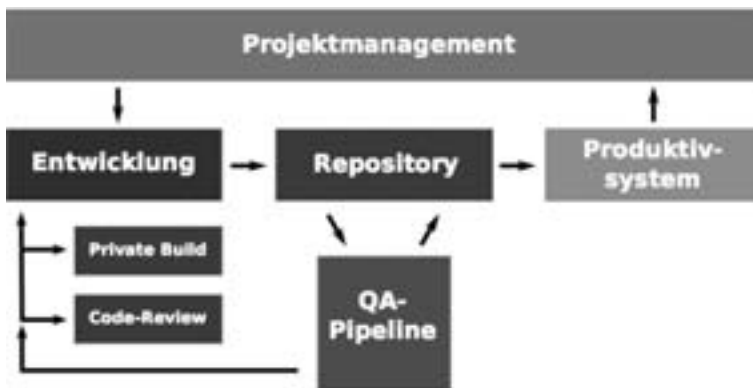 Projektmanagement
Entwicklung
Repository
Produktiv-
system
Private Build
Code-Review
QA-
Pipeline